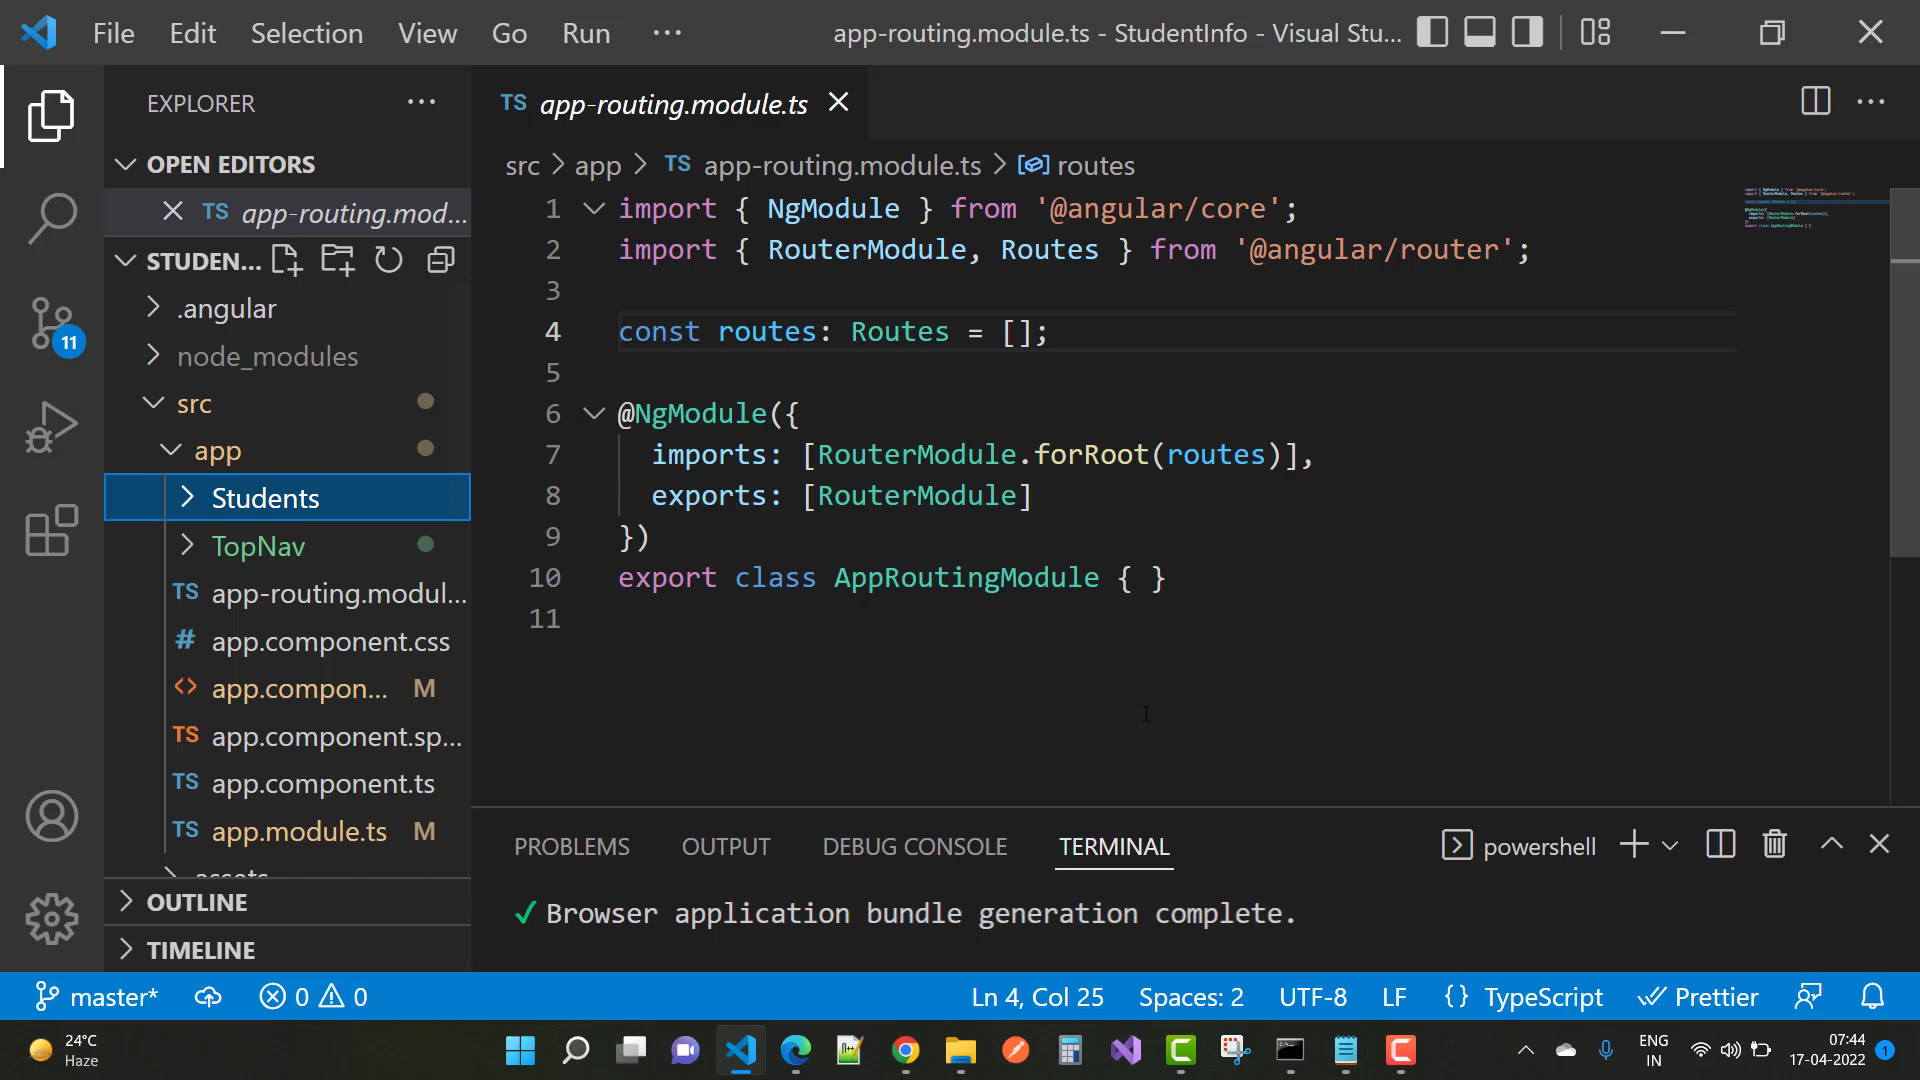 File Edit Selection View Go Run ...
app-routing.module.ts - StudentInfo - Visual Stu...
EXPLORER
OPEN EDITORS
TS app-routing.mod...
STUDEN...
.angular
node_modules
src
app
Students
TopNav
TS app-routing.modul...
# app.component.css
<> app.compon... M
TS app.component.sp...
TS app.component.ts
TS app.module.ts M
assets
OUTLINE
TIMELINE
11
TS app-routing.module.ts
src > app > TS app-routing.module.ts > routes
1 import { NgModule } from '@angular/core';
2 import { RouterModule, Routes } from '@angular/router';
3
4 const routes: Routes = [];
5
6 @NgModule({
7 imports: [RouterModule.forRoot(routes)],
8 exports: [RouterModule]
9 })
10 export class AppRoutingModule { }
11
PROBLEMS OUTPUT DEBUG CONSOLE TERMINAL
powershell
✓ Browser application bundle generation complete.
master* 0 0
Ln 4, Col 25 Spaces: 2 UTF-8 LF {} TypeScript Prettier
24°C
Haze
ENG
IN
07:44
17-04-2022
1